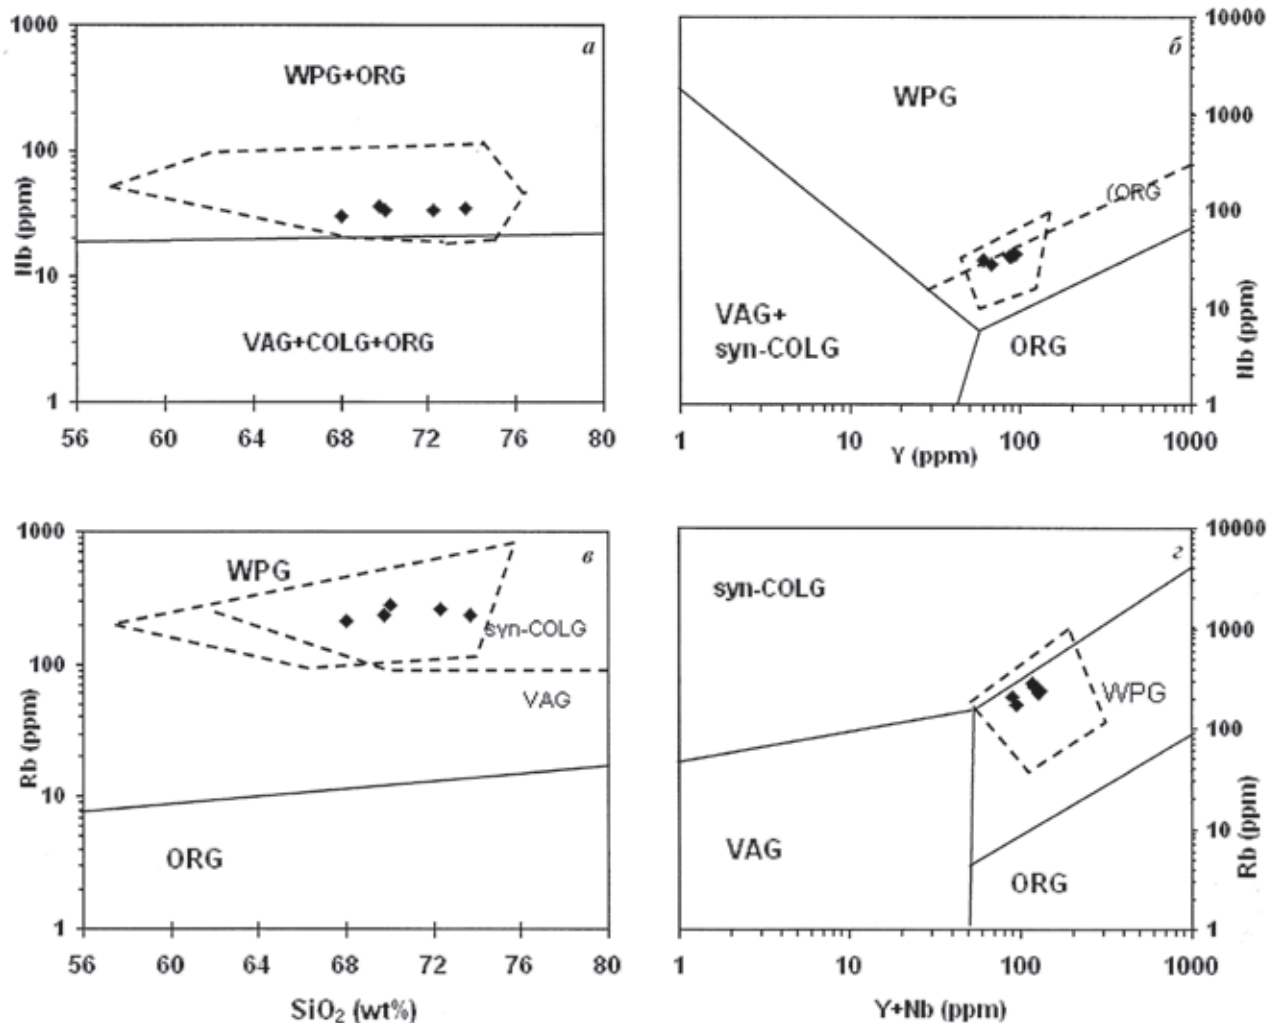 1000
а
WPG+ORG
100
Nb (ppm)
10
VAG+COLG+ORG
1
56 60 64 68 72 76 80
10000
б
WPG
1000
(ORG
100
VAG+
syn-COLG
10
ORG
Nb (ppm)
1
1 10 100 1000
Y (ppm)
1000
в
WPG
syn-COLG
100
VAG
Rb (ppm)
10
ORG
1
56 60 64 68 72 76 80
SiO₂ (wt%)
10000
г
syn-COLG
1000
WPG
100
VAG
10
ORG
Rb (ppm)
1
1 10 100 1000
Y+Nb (ppm)